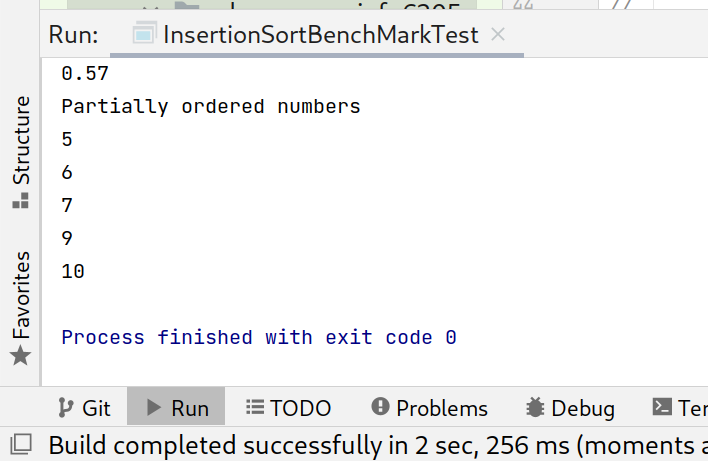 Run: InsertionSortBenchMarkTest
0.57
Partially ordered numbers
5
6
7
9
10
Process finished with exit code 0
Structure
Favorites
Git Run TODO Problems Debug
Build completed successfully in 2 sec, 256 ms (moments